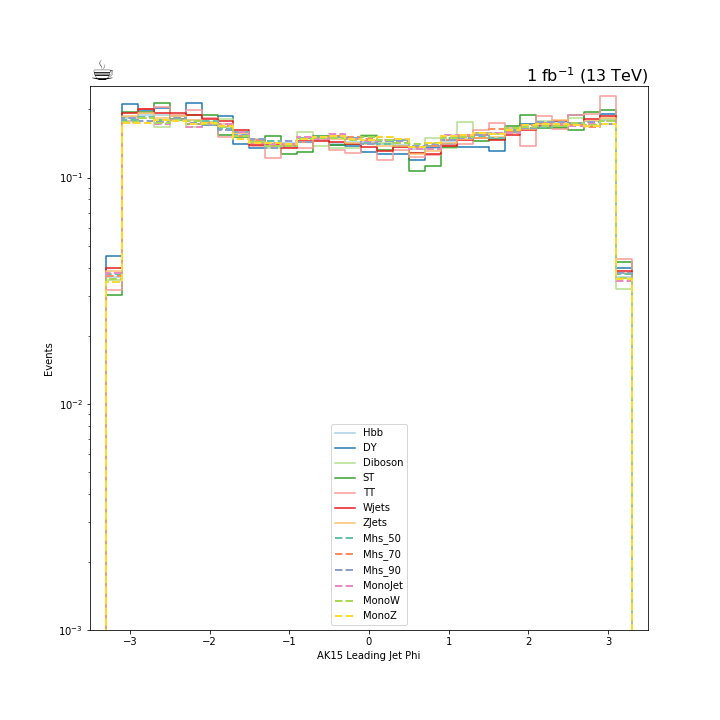 ☕ 1 fb⁻¹ (13 TeV)
Events
10⁻¹
10⁻²
10⁻³
Hbb
DY
Diboson
ST
TT
Wjets
ZJets
Mhs_50
Mhs_70
Mhs_90
MonoJet
MonoW
MonoZ
−3 −2 −1 0 1 2 3
AK15 Leading Jet Phi